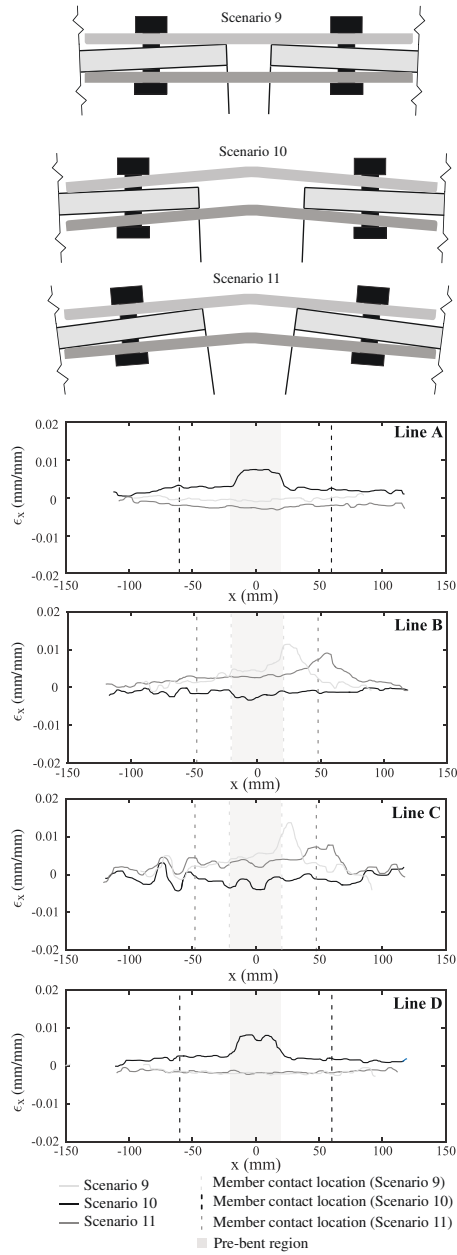 Scenario 9
Scenario 10
Scenario 11
Line A
0.02
0.01
0
-0.01
-0.02
ϵx (mm/mm)
-150 -100 -50 0 50 100 150
x (mm)
Line B
0.02
0.01
0
-0.01
-0.02
ϵx (mm/mm)
-150 -100 -50 0 50 100 150
x (mm)
Line C
0.02
0.01
0
-0.01
-0.02
ϵx (mm/mm)
-150 -100 -50 0 50 100 150
x (mm)
Line D
0.02
0.01
0
-0.01
-0.02
ϵx (mm/mm)
-150 -100 -50 0 50 100 150
x (mm)
Scenario 9
Scenario 10
Scenario 11
Member contact location (Scenario 9)
Member contact location (Scenario 10)
Member contact location (Scenario 11)
Pre-bent region